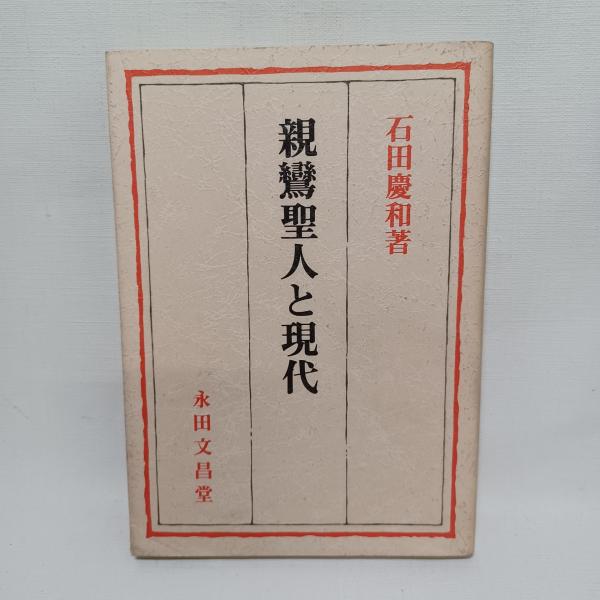 石田慶和著
親鸞聖人と現代
永田文昌堂